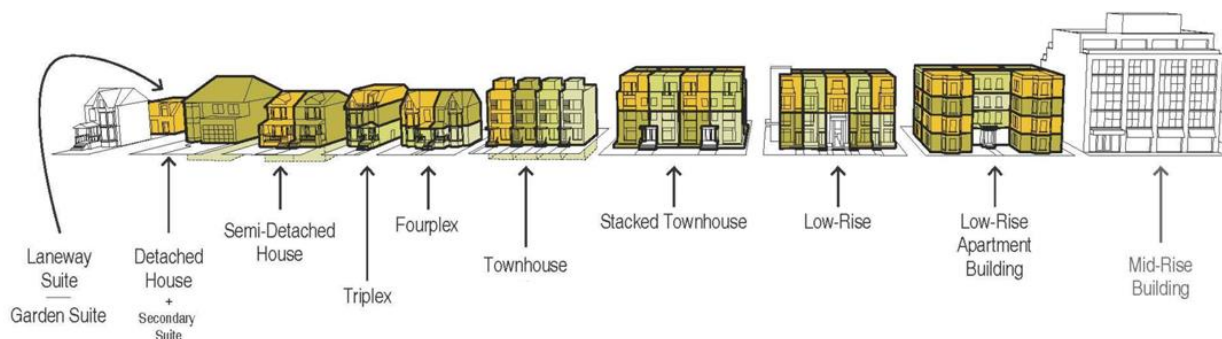 Laneway
Suite
Garden Suite
Detached
House
+
Secondary
Suite
Semi-Detached
House
Triplex
Fourplex
Townhouse
Stacked Townhouse
Low-Rise
Low-Rise
Apartment
Building
Mid-Rise
Building